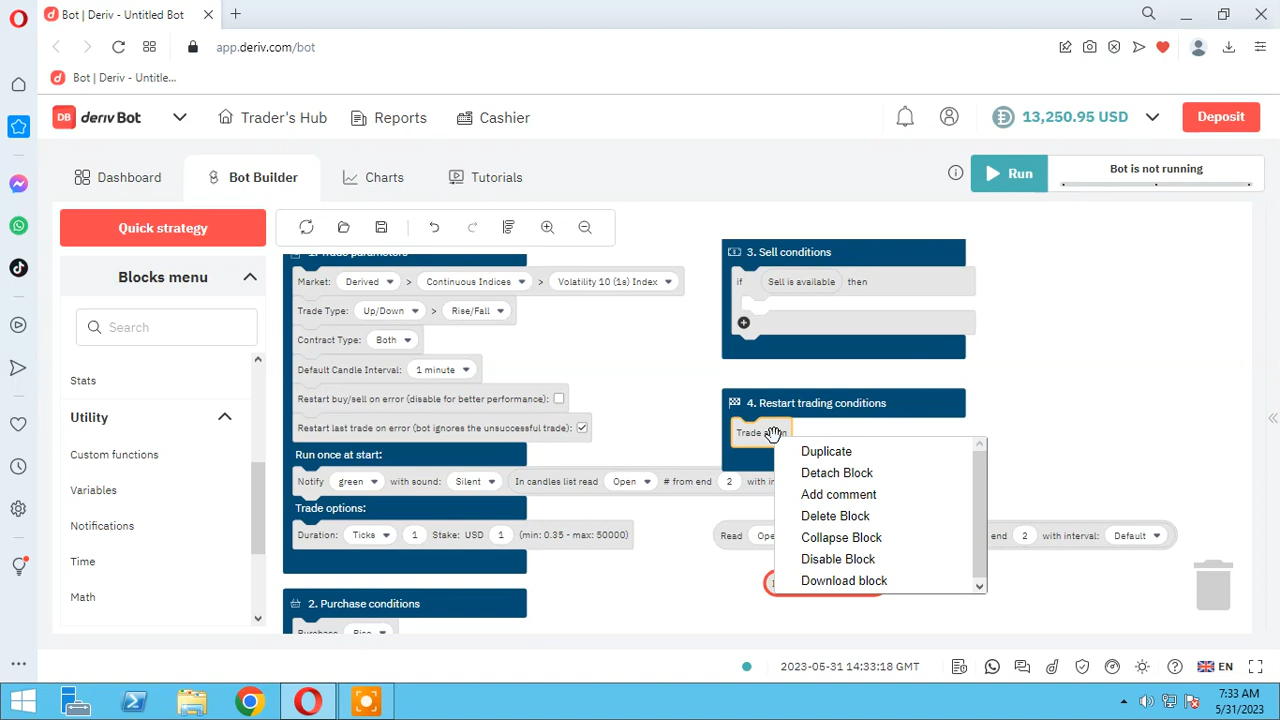 Bot | Deriv - Untitled Bot
app.deriv.com/bot
Bot | Deriv - Untitle...
DB deriv Bot
Trader's Hub
Reports
Cashier
13,250.95 USD
Deposit
Dashboard
Bot Builder
Charts
Tutorials
Run
Bot is not running
Quick strategy
Blocks menu
Search
Stats
Utility
Custom functions
Variables
Notifications
Time
Math
1. Trade parameters
Market: Derived > Continuous Indices > Volatility 10 (1s) Index
Trade Type: Up/Down > Rise/Fall
Contract Type: Both
Default Candle Interval: 1 minute
Restart buy/sell on error (disable for better performance):
Restart last trade on error (bot ignores the unsuccessful trade):
Run once at start:
Notify green with sound: Silent In candles list read Open # from end 2 with
Trade options:
Duration: Ticks 1 Stake: USD 1 (min: 0.35 - max: 50000)
2. Purchase conditions
Purchase Rise
3. Sell conditions
if Sell is available then
4. Restart trading conditions
Trade
Duplicate
Detach Block
Add comment
Delete Block
Collapse Block
Disable Block
Download block
Read
end 2 with interval: Default
2023-05-31 14:33:18 GMT
EN
7:33 AM
5/31/2023